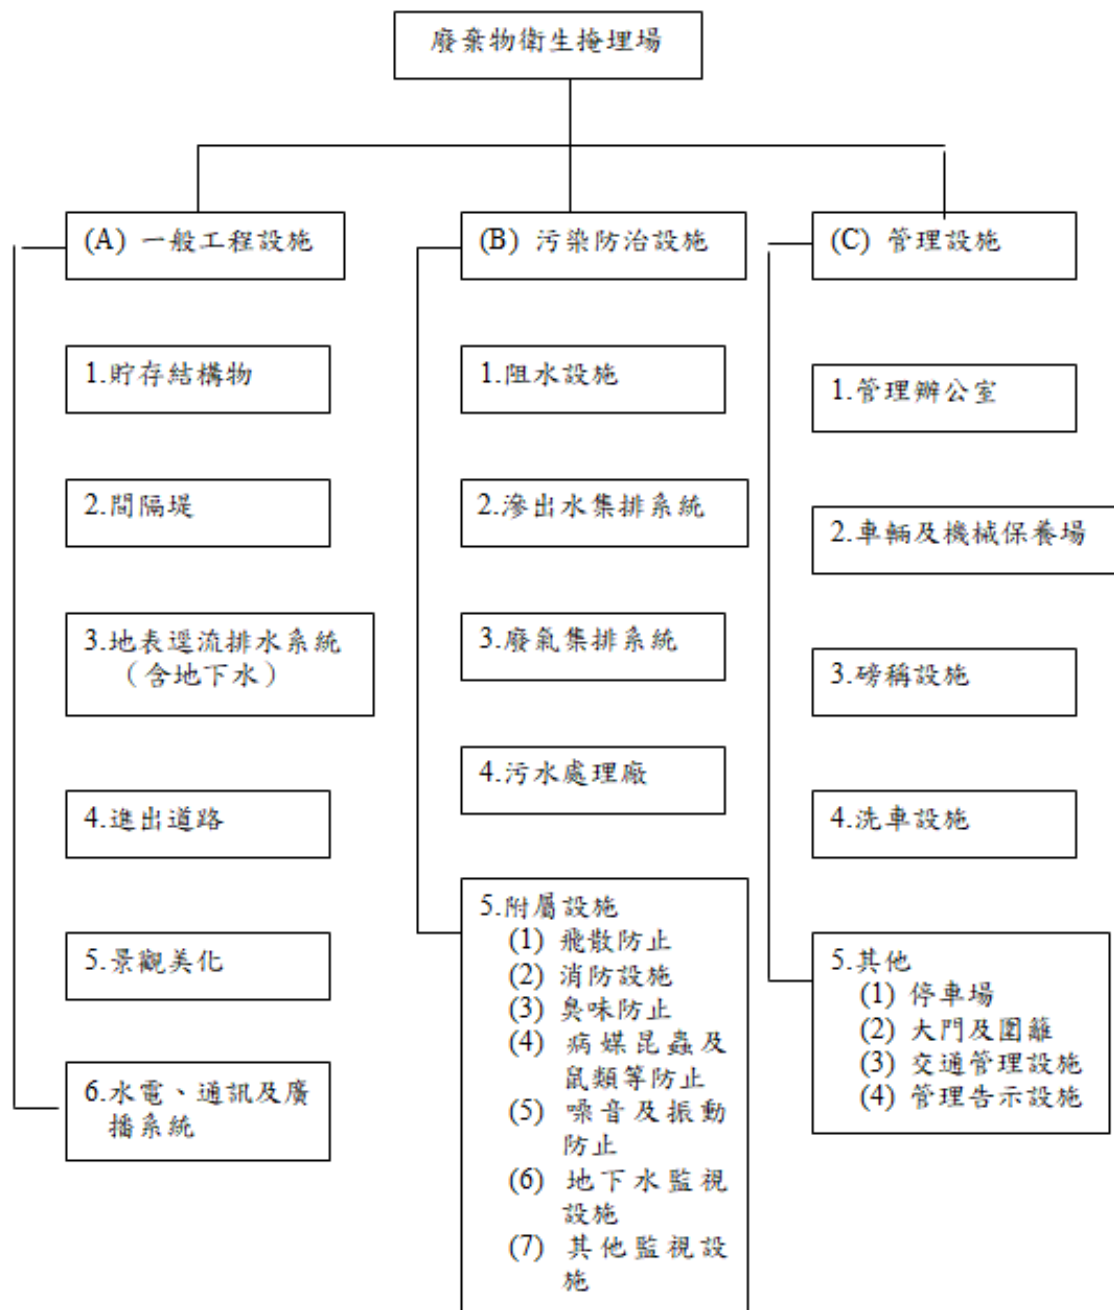 廢棄物衛生掩埋場
(A) 一般工程設施
1.貯存結構物
2.間隔堤
3.地表逕流排水系統
（含地下水）
4.進出道路
5.景觀美化
6.水電、通訊及廣
播系統
(B) 污染防治設施
1.阻水設施
2.滲出水集排系統
3.廢氣集排系統
4.污水處理廠
5.附屬設施
(1) 飛散防止
(2) 消防設施
(3) 臭味防止
(4) 病媒昆蟲及
鼠類等防止
(5) 噪音及振動
防止
(6) 地下水監視
設施
(7) 其他監視設
施
(C) 管理設施
1.管理辦公室
2.車輛及機械保養場
3.磅稱設施
4.洗車設施
5.其他
(1) 停車場
(2) 大門及圍籬
(3) 交通管理設施
(4) 管理告示設施